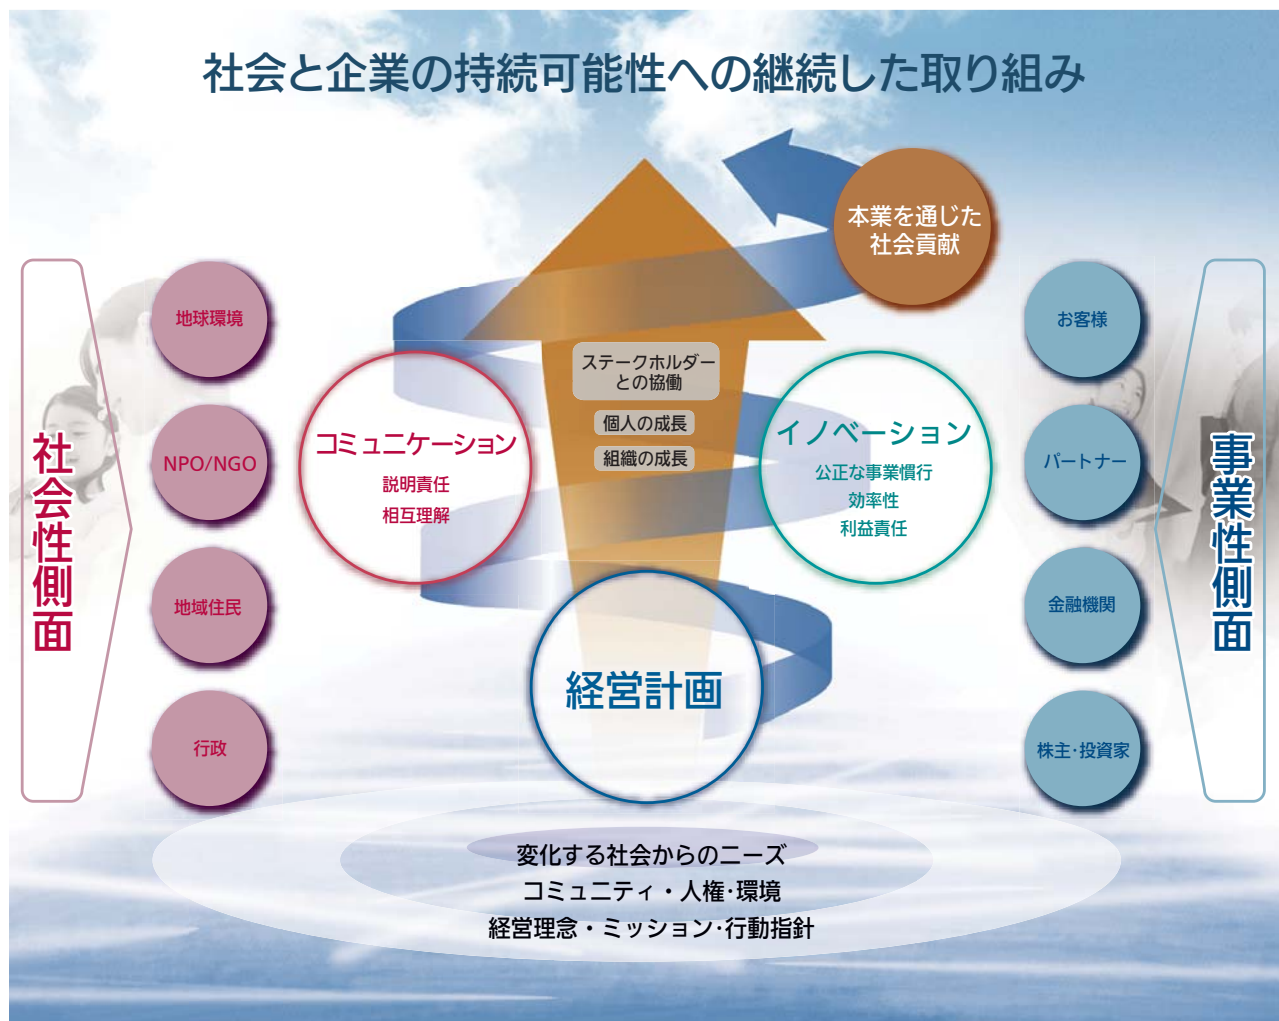 社会と企業の持続可能性への継続した取り組み
本業を通じた
社会貢献
社会性側面
地球環境
NPO/NGO
地域住民
行政
コミュニケーション
説明責任
相互理解
ステークホルダー
との協働
個人の成長
組織の成長
イノベーション
公正な事業慣行
効率性
利益責任
経営計画
お客様
パートナー
金融機関
株主・投資家
事業性側面
変化する社会からのニーズ
コミュニティ・人権・環境
経営理念・ミッション・行動指針